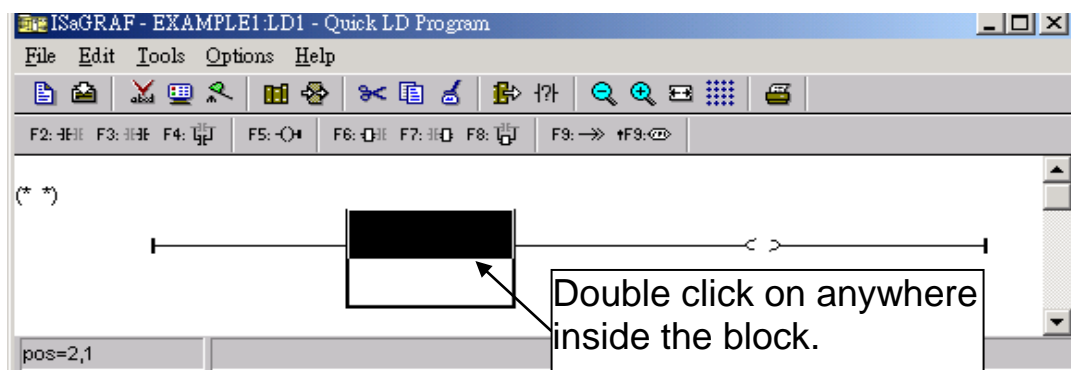 ISaGRAF - EXAMPLE1:LD1 - Quick LD Program
File Edit Tools Options Help
F2: F3: F4: F5: F6: F7: F8: F9: F9:
(* *)
Double click on anywhere
inside the block.
pos=2,1